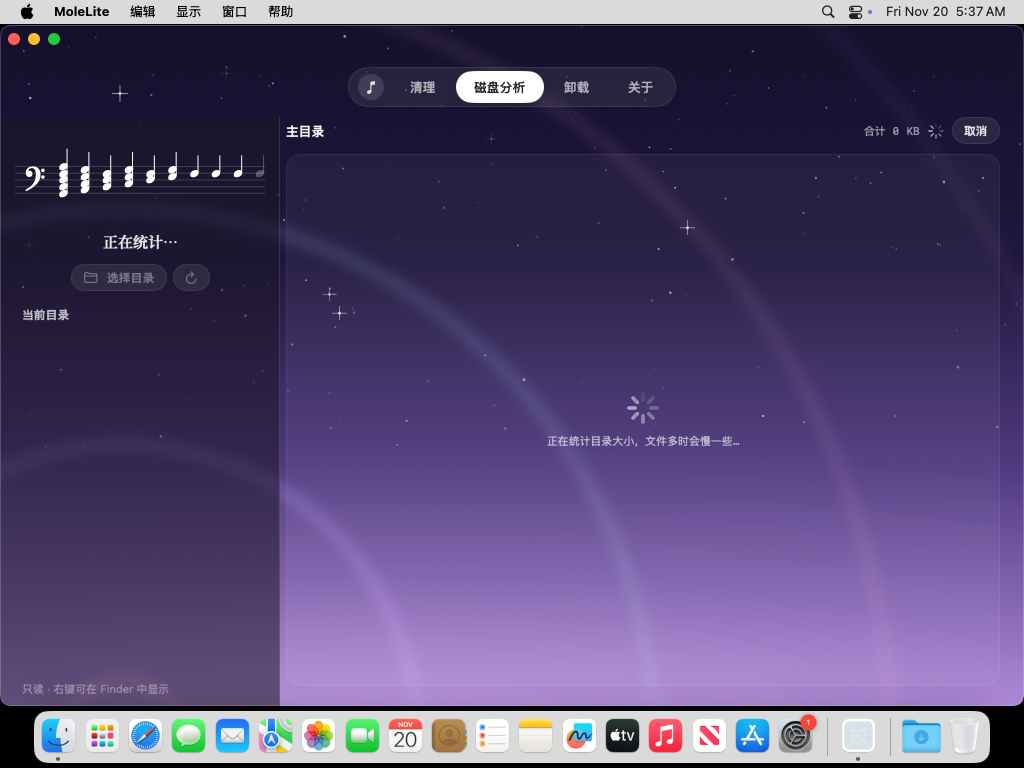 MoleLite 编辑 显示 窗口 帮助 Fri Nov 20 5:37 AM
清理 磁盘分析 卸载 关于
主目录 合计 0 KB 取消
正在统计…
选择目录
当前目录
正在统计目录大小，文件多时会慢一些…
只读 · 右键可在 Finder 中显示
NOV
20
tv
1